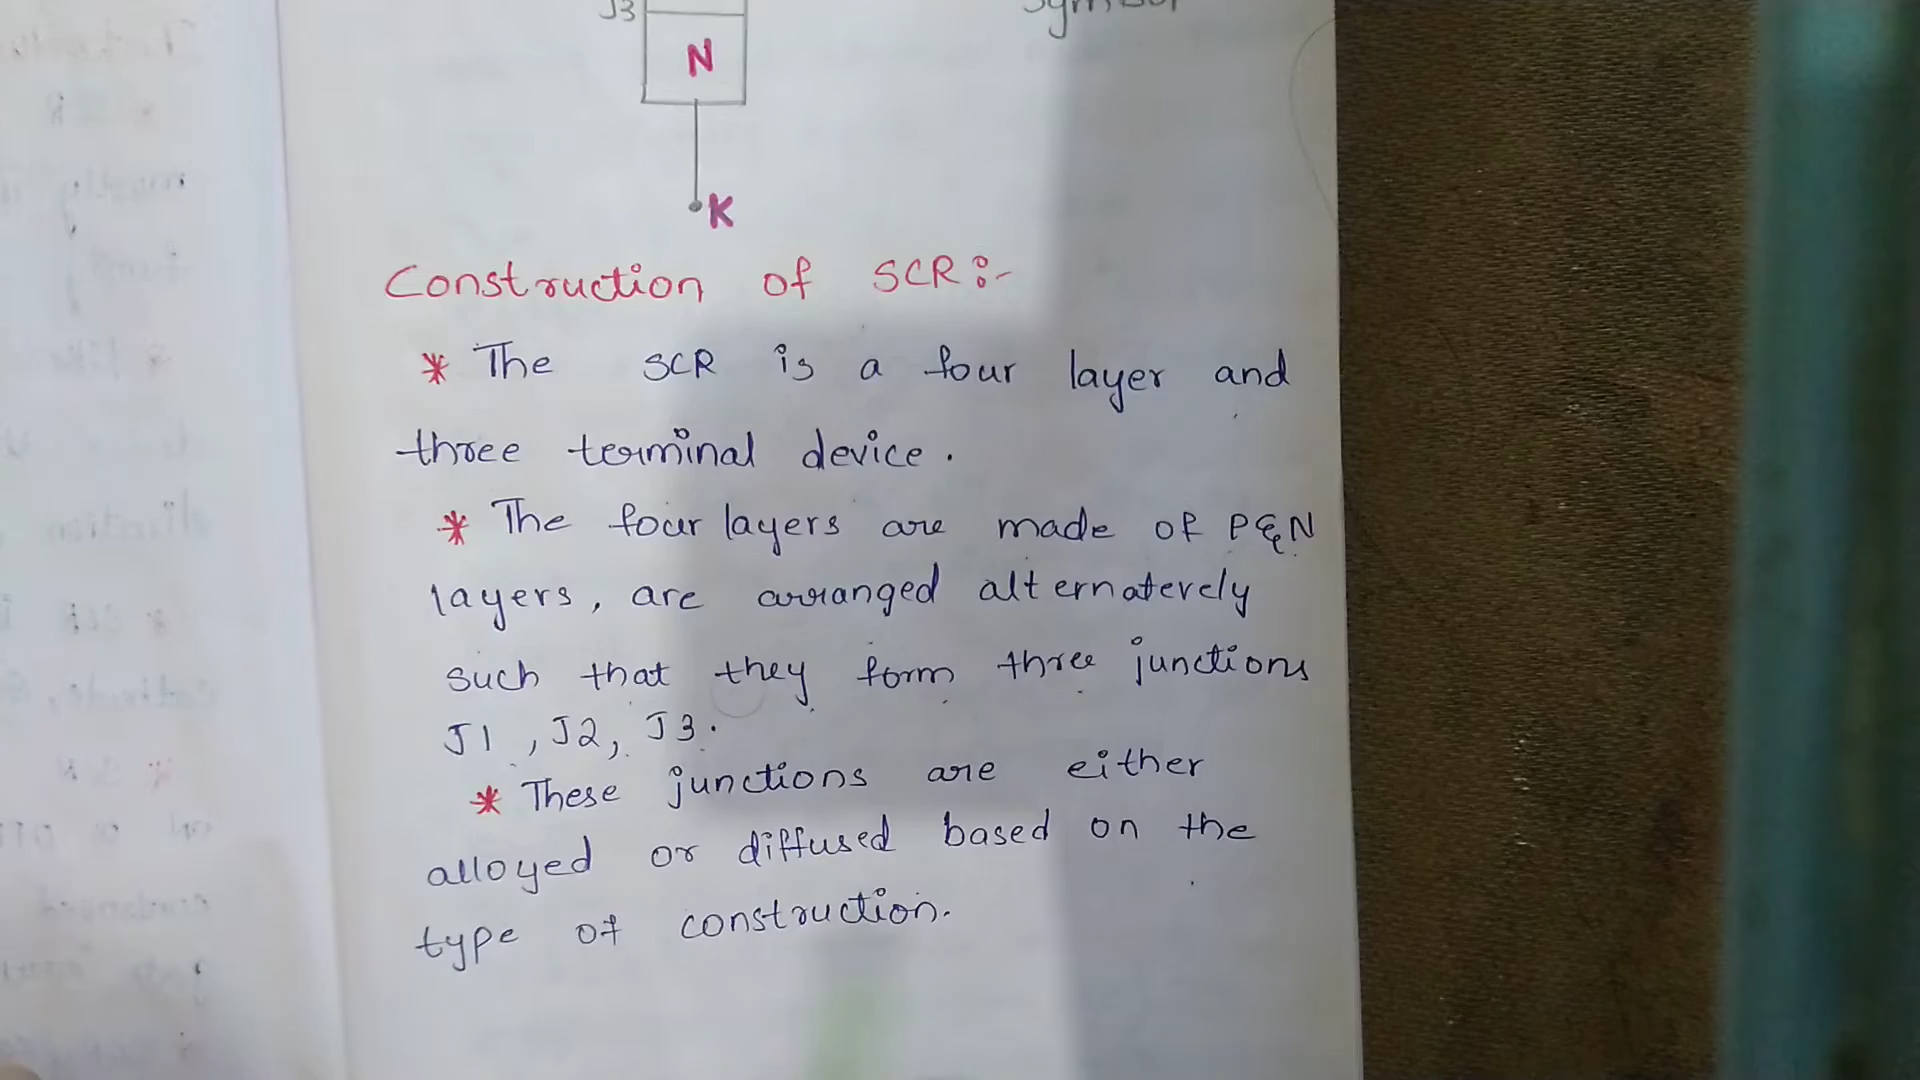 J3
N
K
Construction of SCR:-
* The SCR is a four layer and
three terminal device.
* The four layers are made of P&N
layers, are arranged alternaterely
such that they form three junctions
J1, J2, J3.
* These junctions are either
alloyed or diffused based on the
type of construction.